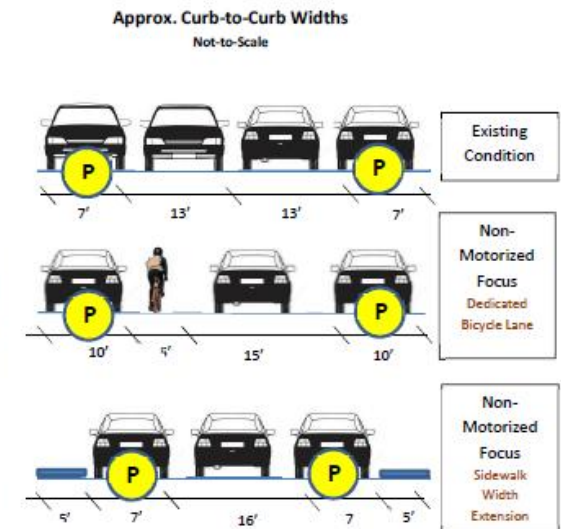 Approx. Curb-to-Curb Widths
Not-to-Scale
P
P
7’
13’
13’
7’
Existing
Condition
P
P
10’
5’
15’
10’
Non-
Motorized
Focus
Dedicated
Bicycle Lane
P
P
5’
7’
16’
7
5’
Non-
Motorized
Focus
Sidewalk
Width
Extension